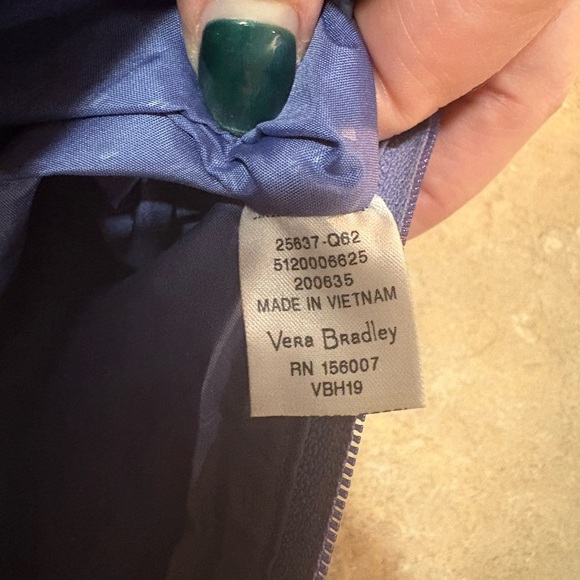 25637-Q62
5120006625
200635
MADE IN VIETNAM
Vera Bradley
RN 156007
VBH19